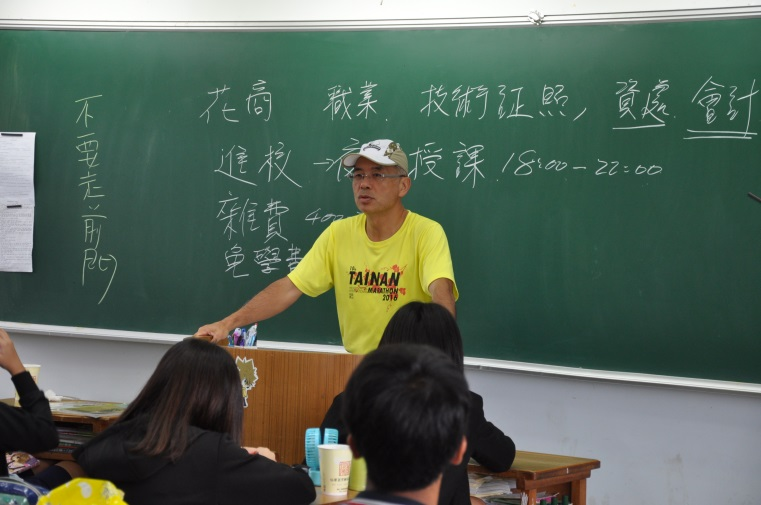 不要走前門
花商 職業 技術証照, 資處. 會計
進校 → 授課 18:00-22:00
雜費 400
免學費
TAINAN
MARATHON
2016